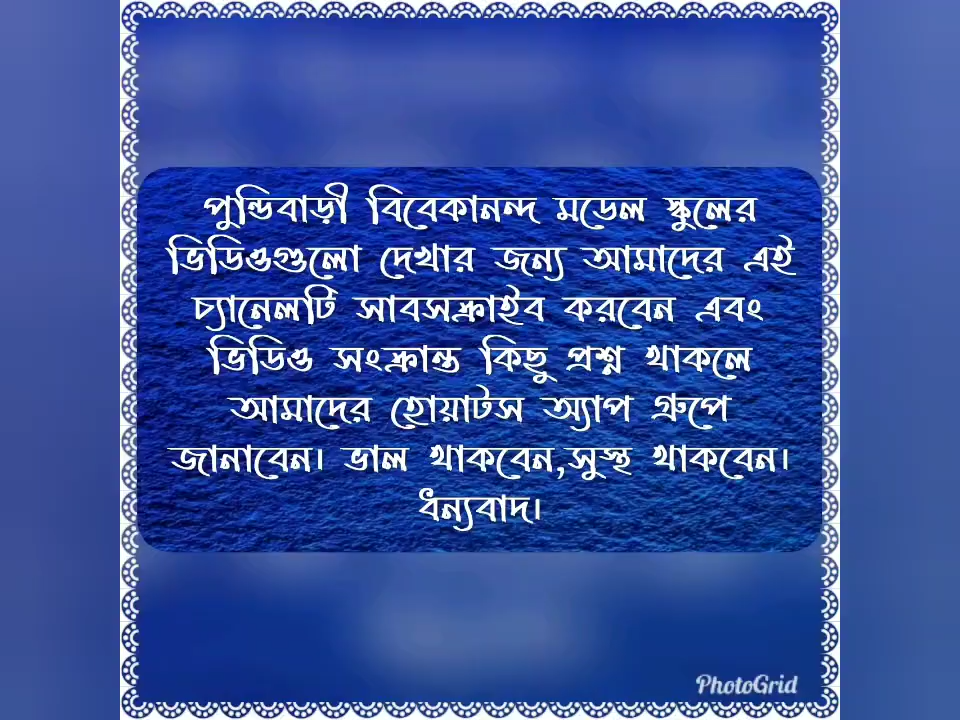 পুন্ডিবাড়ী বিবেকানন্দ মডেল স্কুলের
ভিডিওগুলো দেখার জন্য আমাদের এই
চ্যানেলটি সাবসক্রাইব করবেন এবং
ভিডিও সংক্রান্ত কিছু প্রশ্ন থাকলে
আমাদের হোয়াটস অ্যাপ গ্রুপে
জানাবেন। ভাল থাকবেন,সুস্থ থাকবেন।
ধন্যবাদ।
PhotoGrid